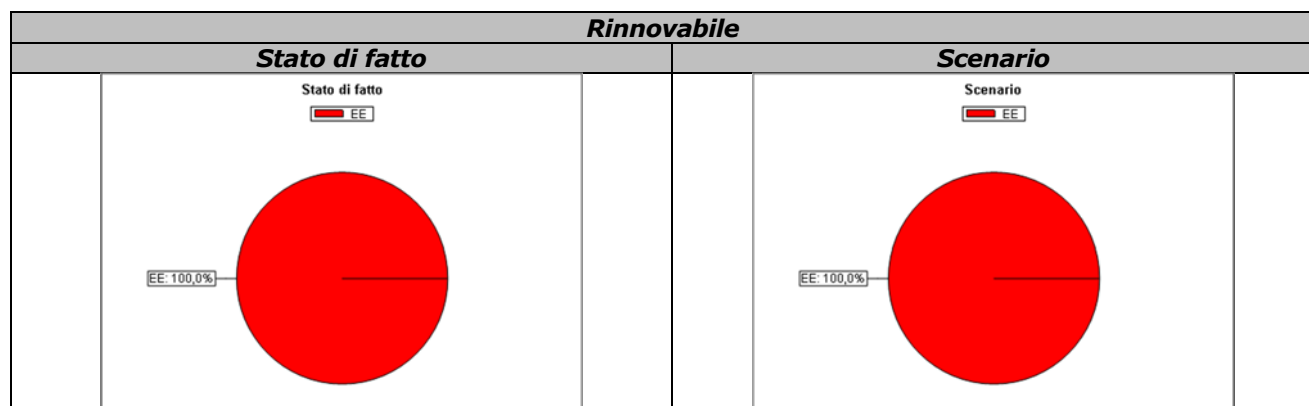 Rinnovabile
Stato di fatto
Scenario
Stato di fatto
EE
EE: 100,0%
Scenario
EE
EE: 100,0%